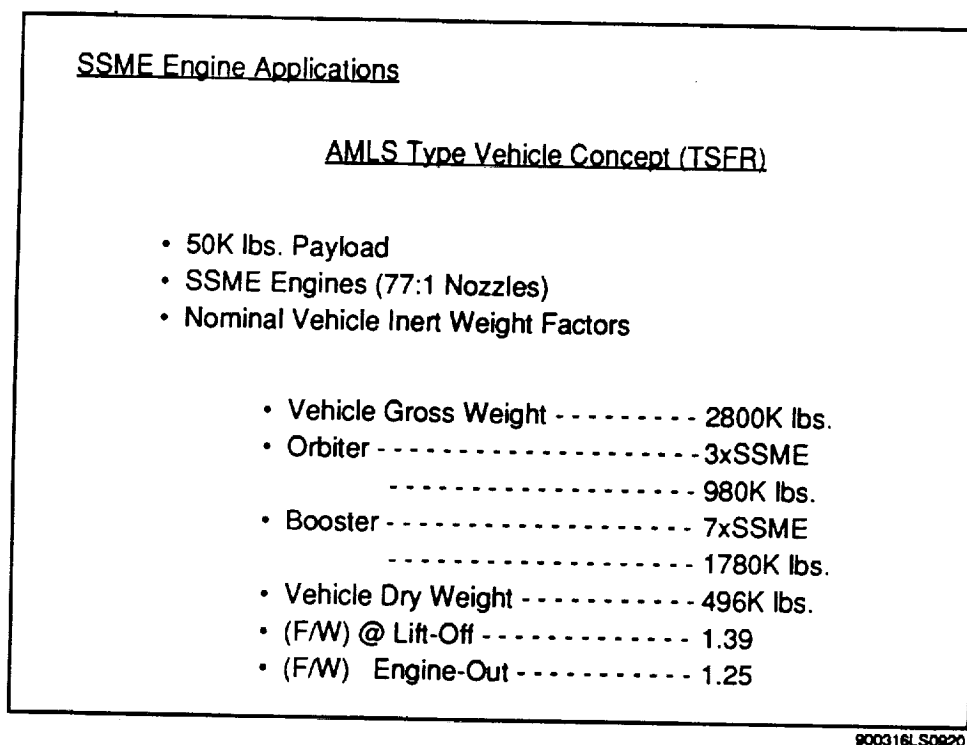 SSME Engine Applications
AMLS Type Vehicle Concept (TSFR)
• 50K lbs. Payload
• SSME Engines (77:1 Nozzles)
• Nominal Vehicle Inert Weight Factors
• Vehicle Gross Weight - - - - - - - - - 2800K lbs.
• Orbiter - - - - - - - - - - - - - - - - - - - - 3xSSME
- - - - - - - - - - - - - - - - - - - 980K lbs.
• Booster - - - - - - - - - - - - - - - - - - - 7xSSME
- - - - - - - - - - - - - - - - - - - 1780K lbs.
• Vehicle Dry Weight - - - - - - - - - - - 496K lbs.
• (F/W) @ Lift-Off - - - - - - - - - - - - - 1.39
• (F/W) Engine-Out - - - - - - - - - - - 1.25
900316LS0920